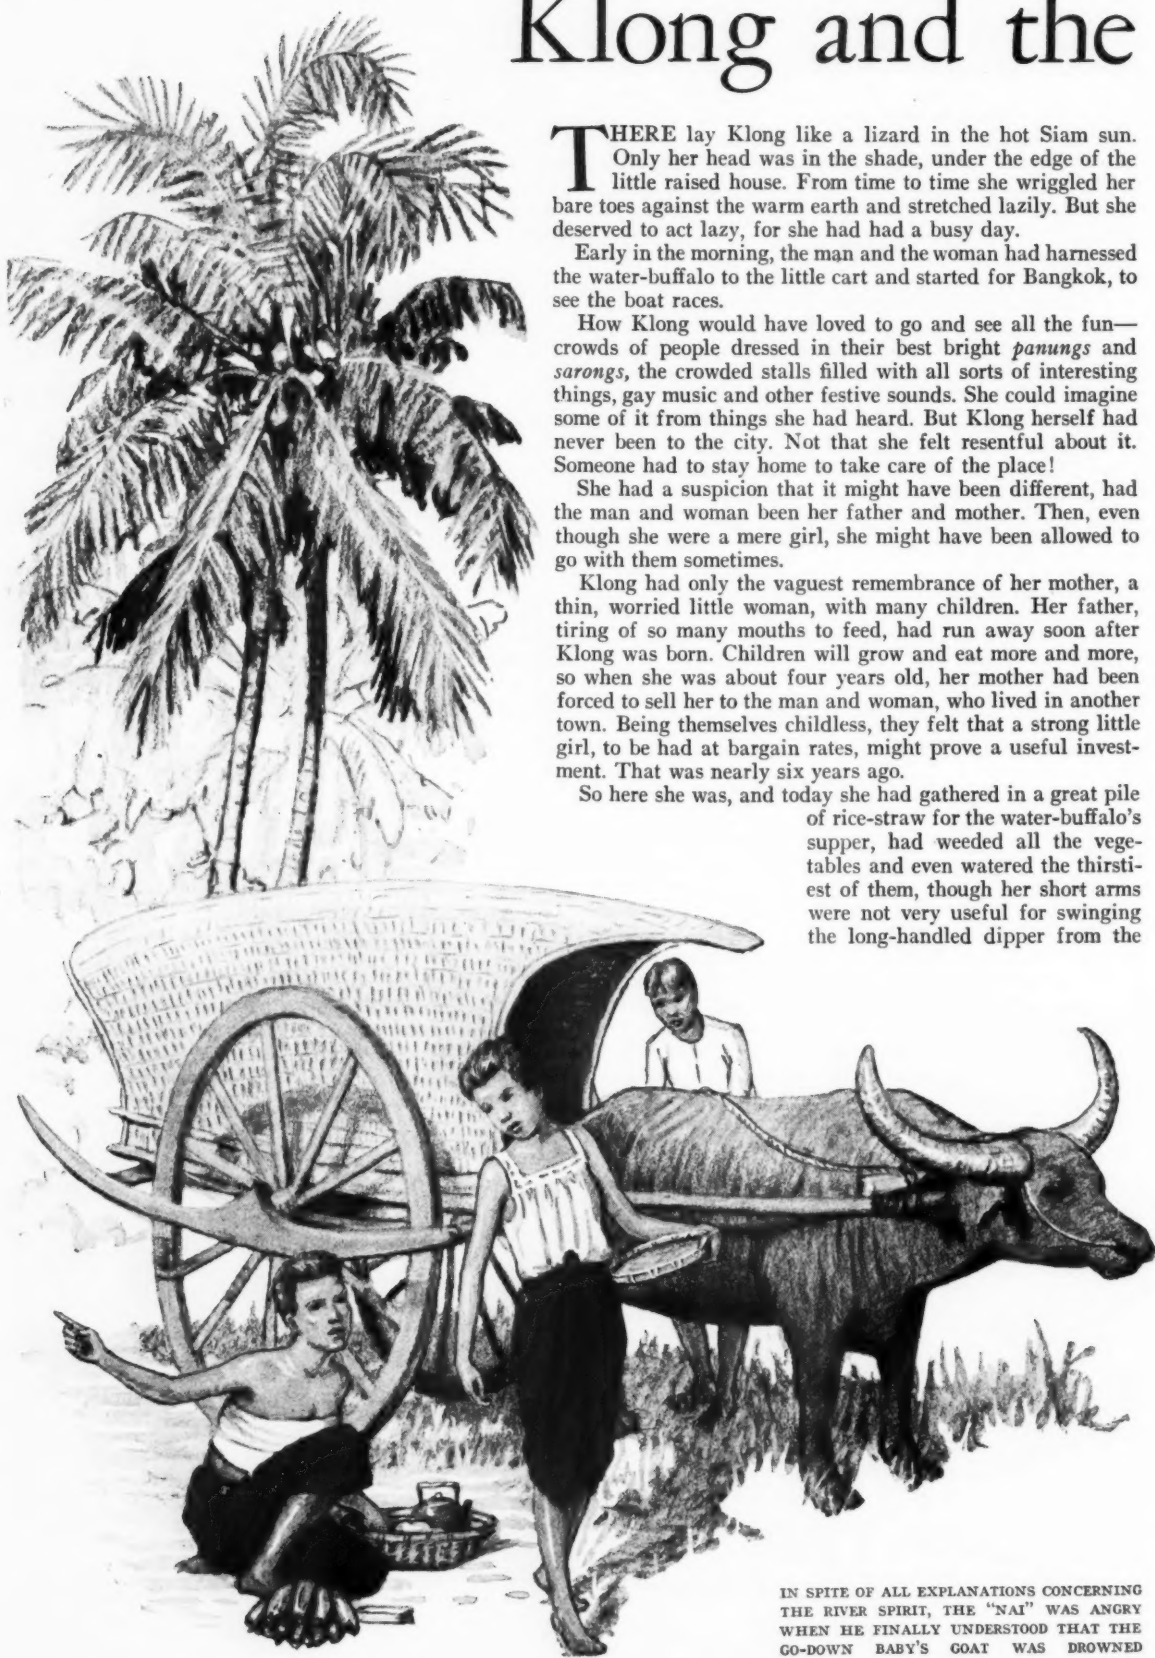 Klong and the
THERE lay Klong like a lizard in the hot Siam sun.
Only her head was in the shade, under the edge of the
little raised house. From time to time she wriggled her
bare toes against the warm earth and stretched lazily. But she
deserved to act lazy, for she had had a busy day.
Early in the morning, the man and the woman had harnessed
the water-buffalo to the little cart and started for Bangkok, to
see the boat races.
How Klong would have loved to go and see all the fun—
crowds of people dressed in their best bright panungs and
sarongs, the crowded stalls filled with all sorts of interesting
things, gay music and other festive sounds. She could imagine
some of it from things she had heard. But Klong herself had
never been to the city. Not that she felt resentful about it.
Someone had to stay home to take care of the place!
She had a suspicion that it might have been different, had
the man and woman been her father and mother. Then, even
though she were a mere girl, she might have been allowed to
go with them sometimes.
Klong had only the vaguest remembrance of her mother, a
thin, worried little woman, with many children. Her father,
tiring of so many mouths to feed, had run away soon after
Klong was born. Children will grow and eat more and more,
so when she was about four years old, her mother had been
forced to sell her to the man and woman, who lived in another
town. Being themselves childless, they felt that a strong little
girl, to be had at bargain rates, might prove a useful invest-
ment. That was nearly six years ago.
So here she was, and today she had gathered in a great pile
of rice-straw for the water-buffalo's
supper, had weeded all the vege-
tables and even watered the thirsti-
est of them, though her short arms
were not very useful for swinging
the long-handled dipper from the
IN SPITE OF ALL EXPLANATIONS CONCERNING
THE RIVER SPIRIT, THE "NAI" WAS ANGRY
WHEN HE FINALLY UNDERSTOOD THAT THE
GO-DOWN BABY'S GOAT WAS DROWNED